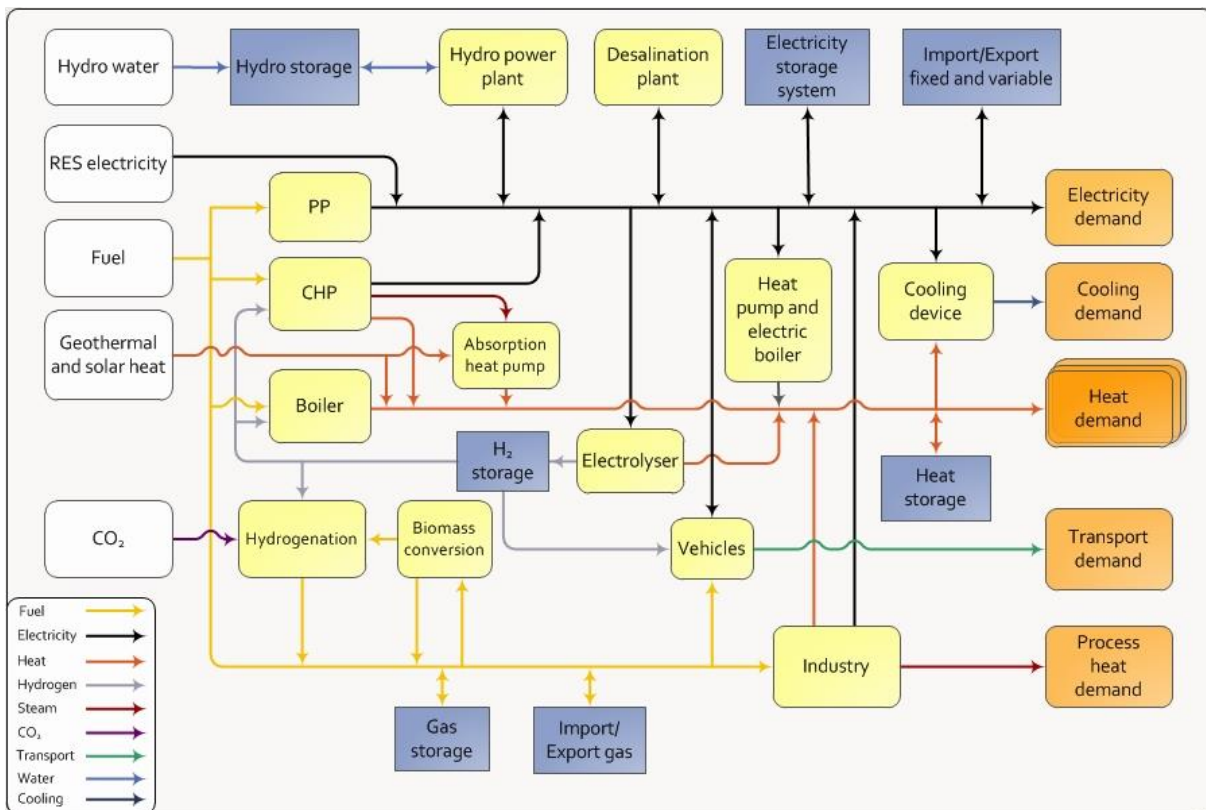 Hydro water
Hydro storage
Hydro power
plant
Desalination
plant
Electricity
storage
system
Import/Export
fixed and variable
RES electricity
PP
Electricity
demand
Fuel
CHP
Heat
pump and
electric
boiler
Cooling
device
Cooling
demand
Geothermal
and solar heat
Absorption
heat pump
Boiler
Heat
demand
H₂
storage
Electrolyser
Heat
storage
CO₂
Hydrogenation
Biomass
conversion
Vehicles
Transport
demand
Industry
Process
heat
demand
Gas
storage
Import/
Export gas
Fuel
Electricity
Heat
Hydrogen
Steam
CO₂
Transport
Water
Cooling